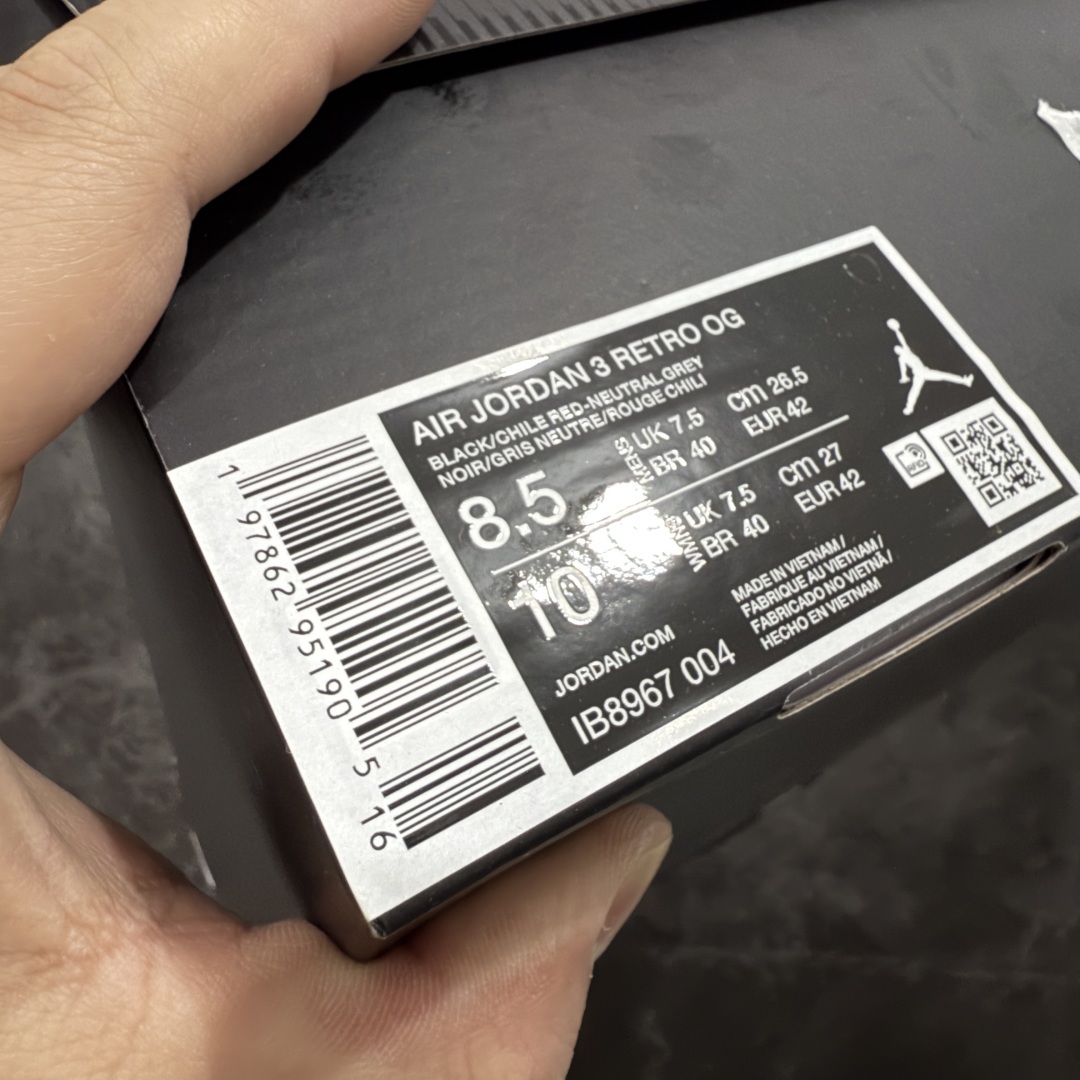 AIR JORDAN 3 RETRO OG
BLACK/CHILE RED-NEUTRAL GREY
NOIR/GRIS NEUTRE/ROUGE CHILI
8.5 MENS UK 7.5 cm 26.5
BR 40 EUR 42
10 WMNS UK 7.5 cm 27
BR 40 EUR 42
MADE IN VIETNAM/
FABRIQUE AU VIETNAM/
FABRICADO NO VIETNÃ/
HECHO EN VIETNAM
JORDAN.COM
IB8967 004
1 97862 95190 5 16